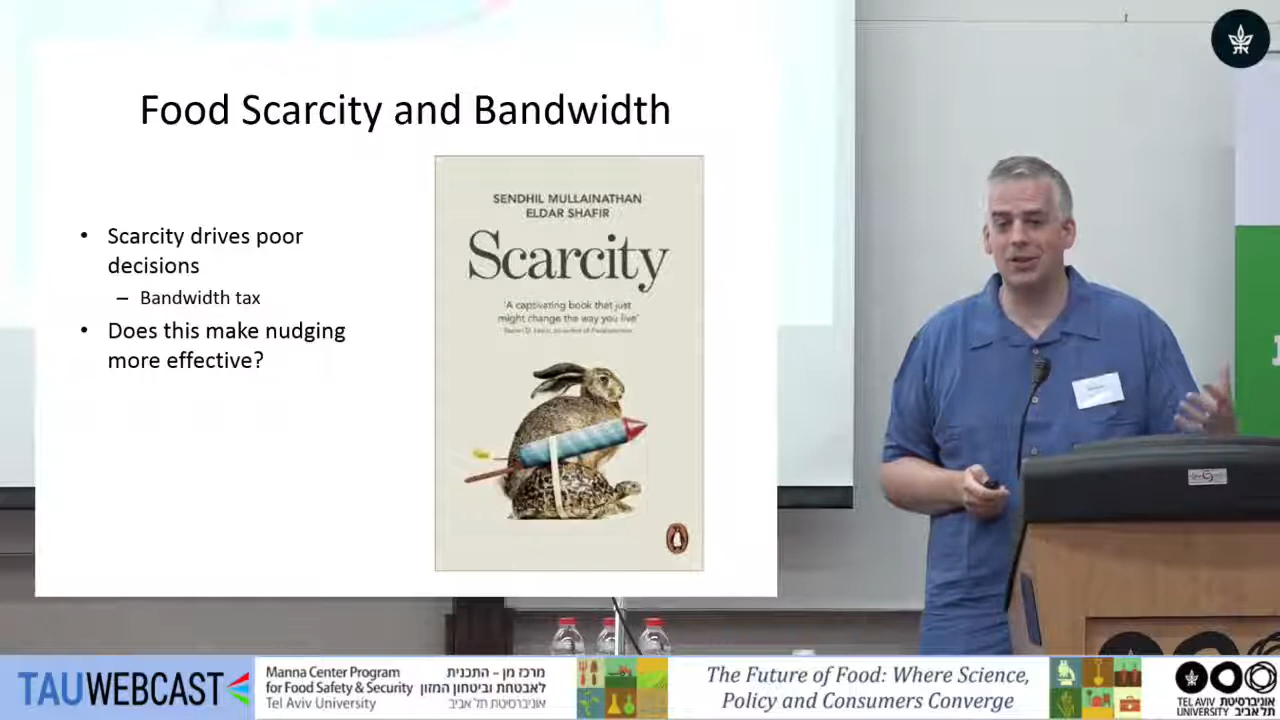 Food Scarcity and Bandwidth
• Scarcity drives poor
decisions
– Bandwidth tax
• Does this make nudging
more effective?
SENDHIL MULLAINATHAN
ELDAR SHAFIR
Scarcity
'A captivating book that just
might change the way you live'
TAUWEBCAST
Manna Center Program
for Food Safety & Security
Tel Aviv University
מרכז מן – התכנית
לאבטחת וביטחון המזון
אוניברסיטת תל אביב
The Future of Food: Where Science,
Policy and Consumers Converge
TEL AVIV אוניברסיטת
UNIVERSITY תל אביב